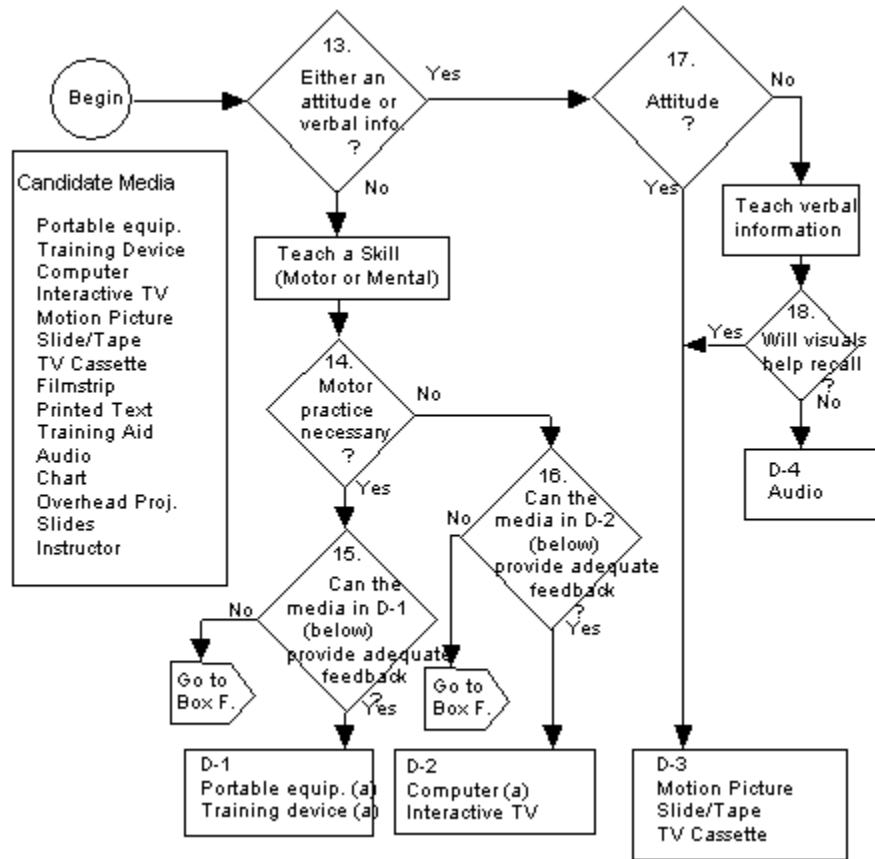 Begin
13.
Either an
attitude or
verbal info.
?
Yes
No
17.
Attitude
?
No
Yes
Candidate Media
Portable equip.
Training Device
Computer
Interactive TV
Motion Picture
Slide/Tape
TV Cassette
Filmstrip
Printed Text
Training Aid
Audio
Chart
Overhead Proj.
Slides
Instructor
Teach a Skill
(Motor or Mental)
Teach verbal
information
18.
Will visuals
help recall
?
Yes
No
D-4
Audio
14.
Motor
practice
necessary
?
No
Yes
16.
Can the
media in D-2
(below)
provide adequate
feedback
?
No
Yes
15.
Can the
media in D-1
(below)
provide adequate
feedback
?
No
Yes
Go to
Box F.
Go to
Box F.
D-1
Portable equip. (a)
Training device (a)
D-2
Computer (a)
Interactive TV
D-3
Motion Picture
Slide/Tape
TV Cassette